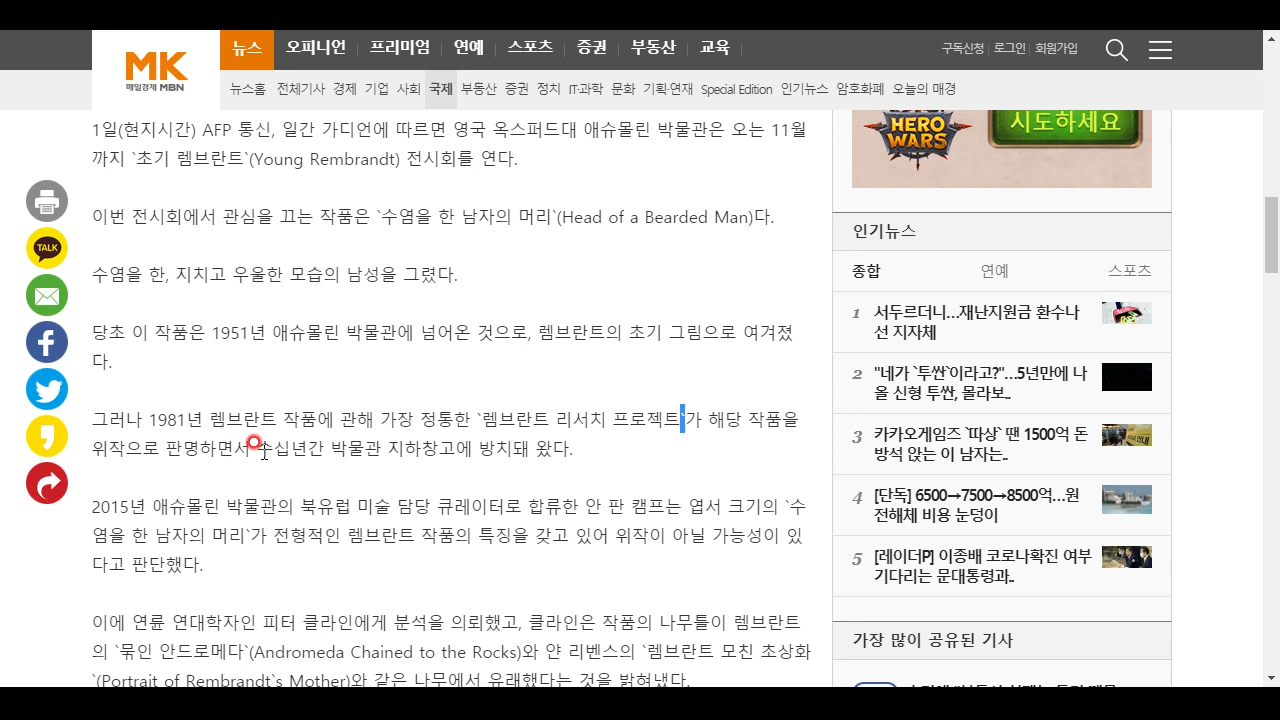 MK
매일경제 MBN
뉴스 오피니언 프리미엄 연예 스포츠 증권 부동산 교육
구독신청 로그인 회원가입
뉴스홈 전체기사 경제 기업 사회 국제 부동산 증권 정치 IT·과학 문화 기획·연재 Special Edition 인기뉴스 암호화폐 오늘의 매경
1일(현지시간) AFP 통신, 일간 가디언에 따르면 영국 옥스퍼드대 애슈몰린 박물관은 오는 11월
까지 `초기 렘브란트`(Young Rembrandt) 전시회를 연다.
이번 전시회에서 관심을 끄는 작품은 `수염을 한 남자의 머리`(Head of a Bearded Man)다.
수염을 한, 지치고 우울한 모습의 남성을 그렸다.
당초 이 작품은 1951년 애슈몰린 박물관에 넘어온 것으로, 렘브란트의 초기 그림으로 여겨졌
다.
그러나 1981년 렘브란트 작품에 관해 가장 정통한 `렘브란트 리서치 프로젝트`가 해당 작품을
위작으로 판명하면서 수십년간 박물관 지하창고에 방치돼 왔다.
2015년 애슈몰린 박물관의 북유럽 미술 담당 큐레이터로 합류한 안 판 캠프는 엽서 크기의 `수
염을 한 남자의 머리`가 전형적인 렘브란트 작품의 특징을 갖고 있어 위작이 아닐 가능성이 있
다고 판단했다.
이에 연륜 연대학자인 피터 클라인에게 분석을 의뢰했고, 클라인은 작품의 나무틀이 렘브란트
의 `묶인 안드로메다`(Andromeda Chained to the Rocks)와 얀 리벤스의 `렘브란트 모친 초상화
`(Portrait of Rembrandt`s Mother)와 같은 나무에서 유래했다는 것을 밝혀냈다.
TALK
HERO
WARS
시도하세요
인기뉴스
종합 연예 스포츠
1 서두르더니...재난지원금 환수나
선 지자체
2 "네가 `투싼`이라고?"...5년만에 나
올 신형 투싼, 몰라보..
3 카카오게임즈 `따상` 땐 1500억 돈
방석 앉는 이 남자는..
4 [단독] 6500→7500→8500억...원
전해체 비용 눈덩이
5 [레이더P] 이종배 코로나확진 여부
기다리는 문대통령과..
가장 많이 공유된 기사